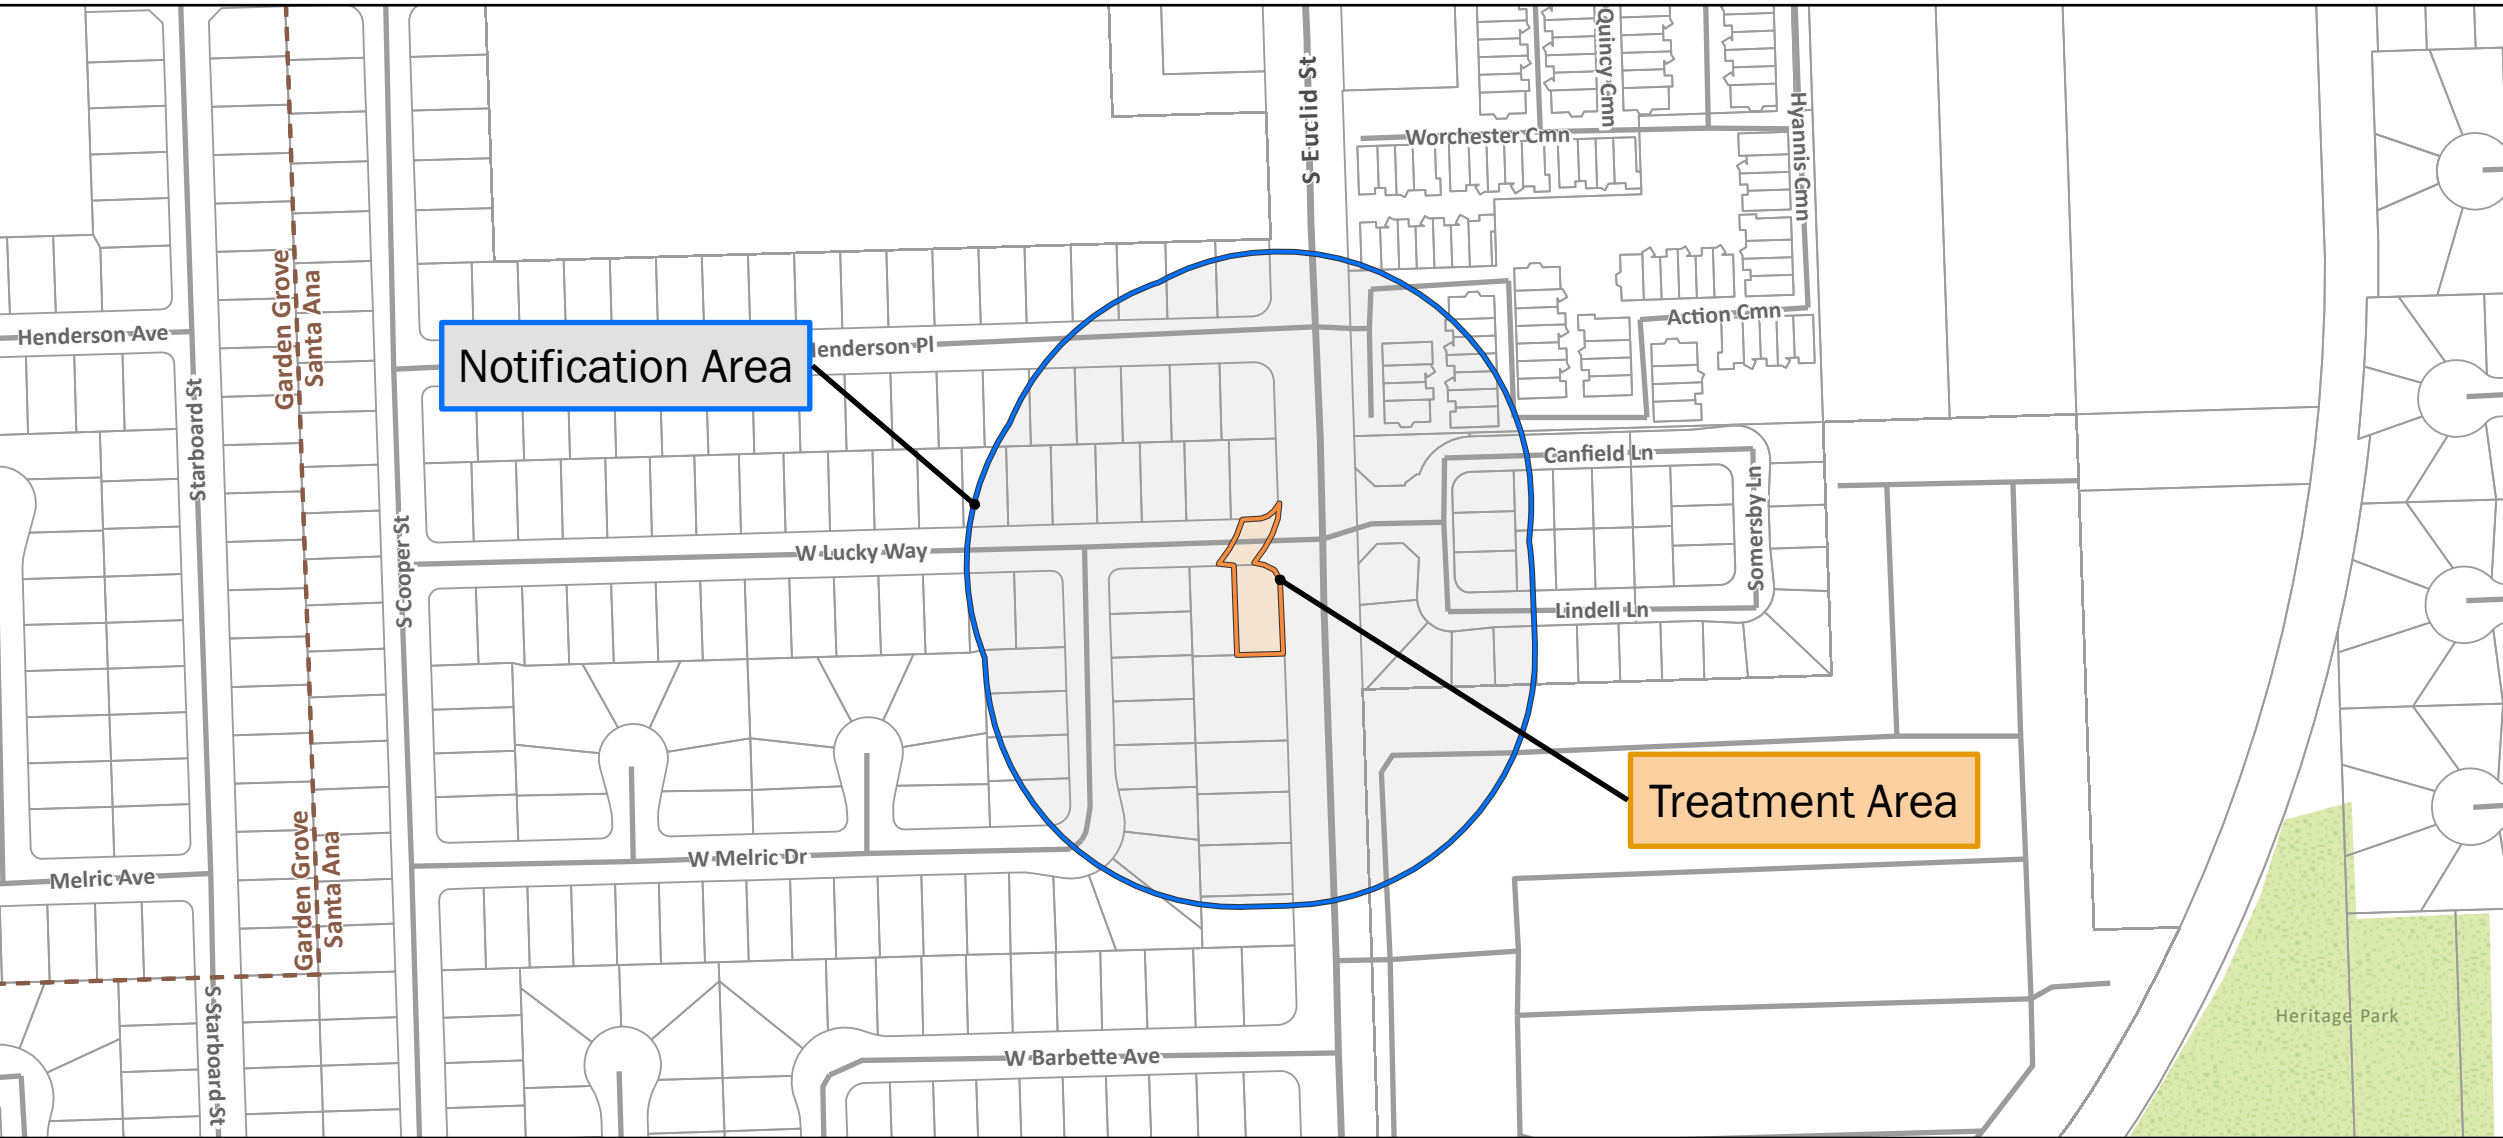 Quincy Cmn
S Euclid St
Worchester Cmn
Hyannis Cmn
Garden Grove
Santa Ana
Henderson Ave
Action Cmn
Henderson Pl
Notification Area
Starboard St
Canfield Ln
Somersby Ln
S Cooper St
W Lucky Way
Lindell Ln
Treatment Area
W Melric Dr
Melric Ave
Garden Grove
Santa Ana
S Starboard St
Heritage Park
W Barbette Ave